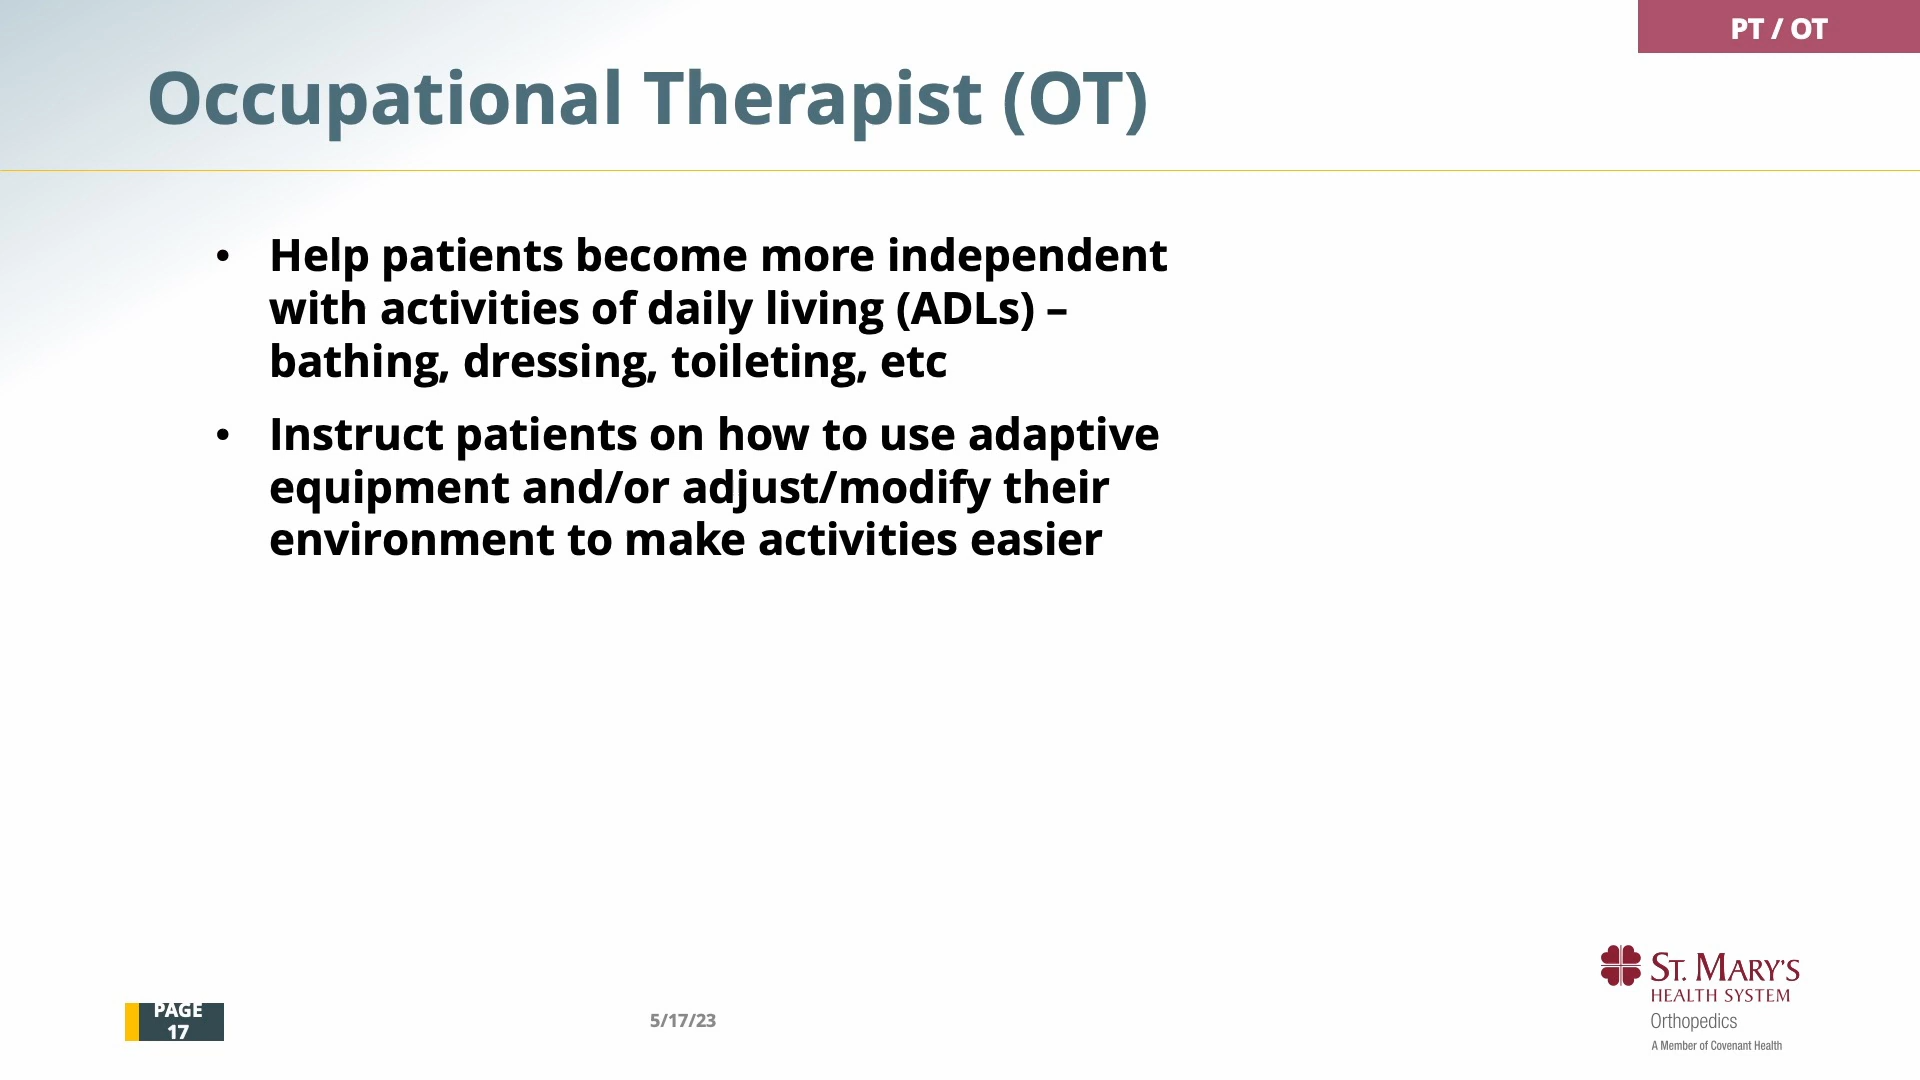 PT / OT
Occupational Therapist (OT)
• Help patients become more independent
with activities of daily living (ADLs) –
bathing, dressing, toileting, etc
• Instruct patients on how to use adaptive
equipment and/or adjust/modify their
environment to make activities easier
PAGE
17
5/17/23
ST. MARY'S
HEALTH SYSTEM
Orthopedics
A Member of Covenant Health